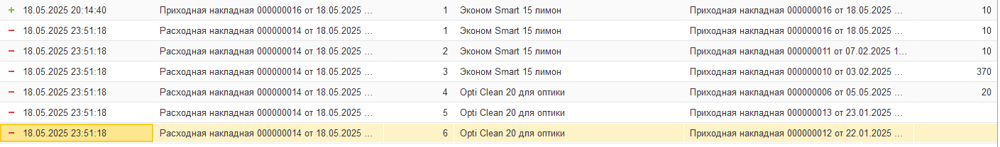 18.05.2025 20:14:40 Приходная накладная 000000016 от 18.05.2025 ... 1 Эконом Smart 15 лимон Приходная накладная 000000016 от 18.05.2025 ... 10
18.05.2025 23:51:18 Расходная накладная 000000014 от 18.05.2025 ... 1 Эконом Smart 15 лимон Приходная накладная 000000016 от 18.05.2025 ... 10
18.05.2025 23:51:18 Расходная накладная 000000014 от 18.05.2025 ... 2 Эконом Smart 15 лимон Приходная накладная 000000011 от 07.02.2025 1... 10
18.05.2025 23:51:18 Расходная накладная 000000014 от 18.05.2025 ... 3 Эконом Smart 15 лимон Приходная накладная 000000010 от 03.02.2025 ... 370
18.05.2025 23:51:18 Расходная накладная 000000014 от 18.05.2025 ... 4 Opti Clean 20 для оптики Приходная накладная 000000006 от 05.05.2025 ... 20
18.05.2025 23:51:18 Расходная накладная 000000014 от 18.05.2025 ... 5 Opti Clean 20 для оптики Приходная накладная 000000013 от 23.01.2025 ...
18.05.2025 23:51:18 Расходная накладная 000000014 от 18.05.2025 ... 6 Opti Clean 20 для оптики Приходная накладная 000000012 от 22.01.2025 ...